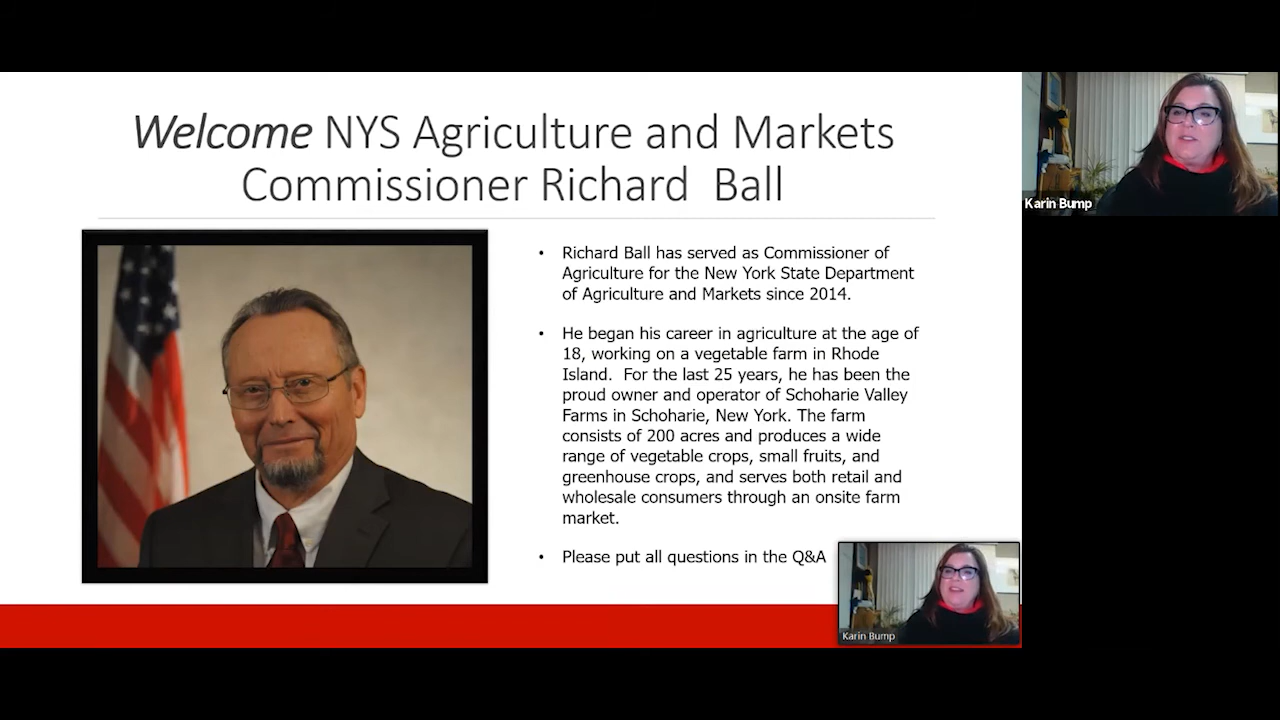 Welcome NYS Agriculture and Markets
Commissioner Richard Ball
• Richard Ball has served as Commissioner of
Agriculture for the New York State Department
of Agriculture and Markets since 2014.
• He began his career in agriculture at the age of
18, working on a vegetable farm in Rhode
Island. For the last 25 years, he has been the
proud owner and operator of Schoharie Valley
Farms in Schoharie, New York. The farm
consists of 200 acres and produces a wide
range of vegetable crops, small fruits, and
greenhouse crops, and serves both retail and
wholesale consumers through an onsite farm
market.
• Please put all questions in the Q&A
Karin Bump
Karin Bump